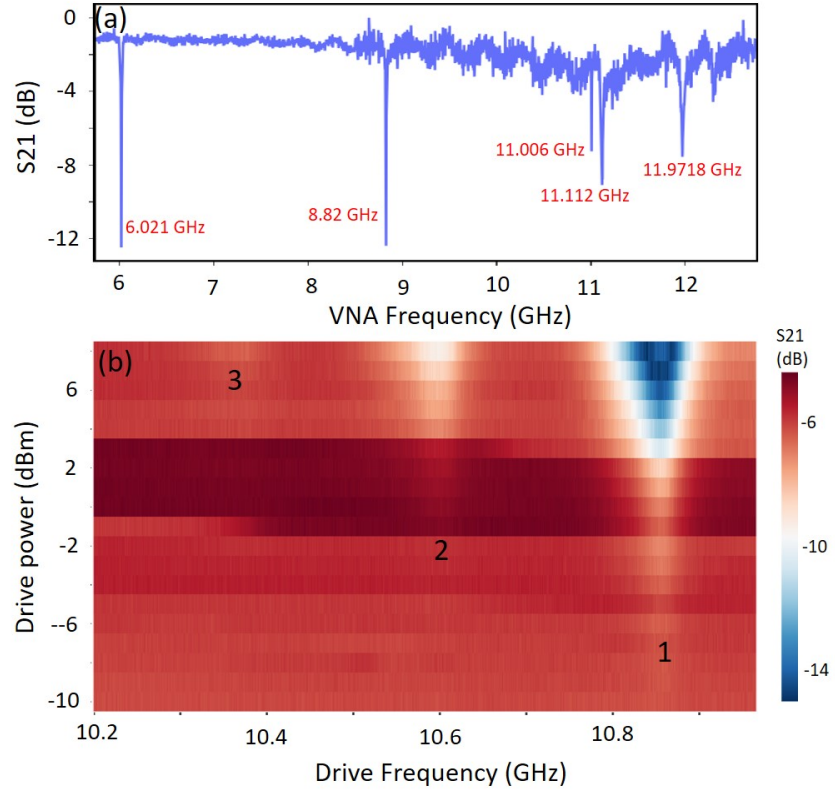 (a)
0
-4
-8
-12
S21 (dB)
6.021 GHz
8.82 GHz
11.006 GHz
11.112 GHz
11.9718 GHz
6 7 8 9 10 11 12
VNA Frequency (GHz)
(b)
S21
(dB)
-6
-10
-14
3
2
1
6
2
-2
--6
-10
Drive power (dBm)
10.2 10.4 10.6 10.8
Drive Frequency (GHz)